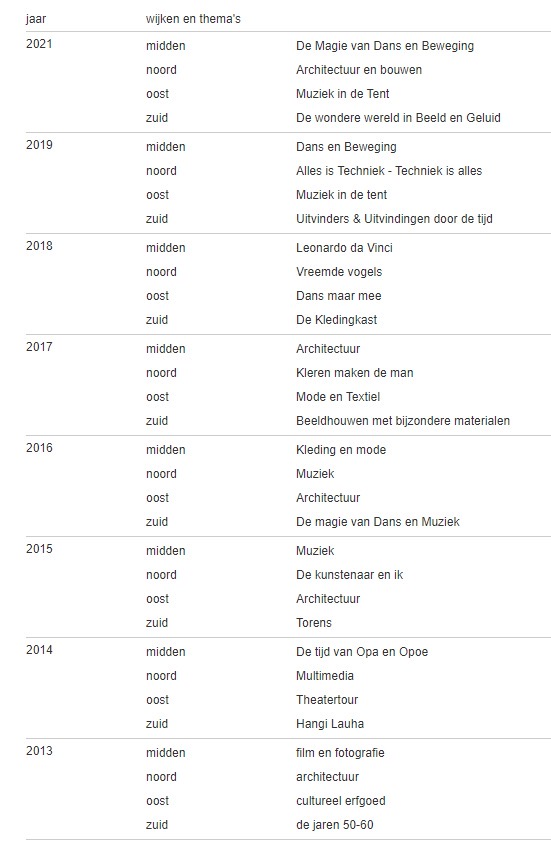 jaar wijken en thema's
2021 midden De Magie van Dans en Beweging
noord Architectuur en bouwen
oost Muziek in de Tent
zuid De wondere wereld in Beeld en Geluid
2019 midden Dans en Beweging
noord Alles is Techniek - Techniek is alles
oost Muziek in de tent
zuid Uitvinders & Uitvindingen door de tijd
2018 midden Leonardo da Vinci
noord Vreemde vogels
oost Dans maar mee
zuid De Kledingkast
2017 midden Architectuur
noord Kleren maken de man
oost Mode en Textiel
zuid Beeldhouwen met bijzondere materialen
2016 midden Kleding en mode
noord Muziek
oost Architectuur
zuid De magie van Dans en Muziek
2015 midden Muziek
noord De kunstenaar en ik
oost Architectuur
zuid Torens
2014 midden De tijd van Opa en Opoe
noord Multimedia
oost Theatertour
zuid Hangi Lauha
2013 midden film en fotografie
noord architectuur
oost cultureel erfgoed
zuid de jaren 50-60